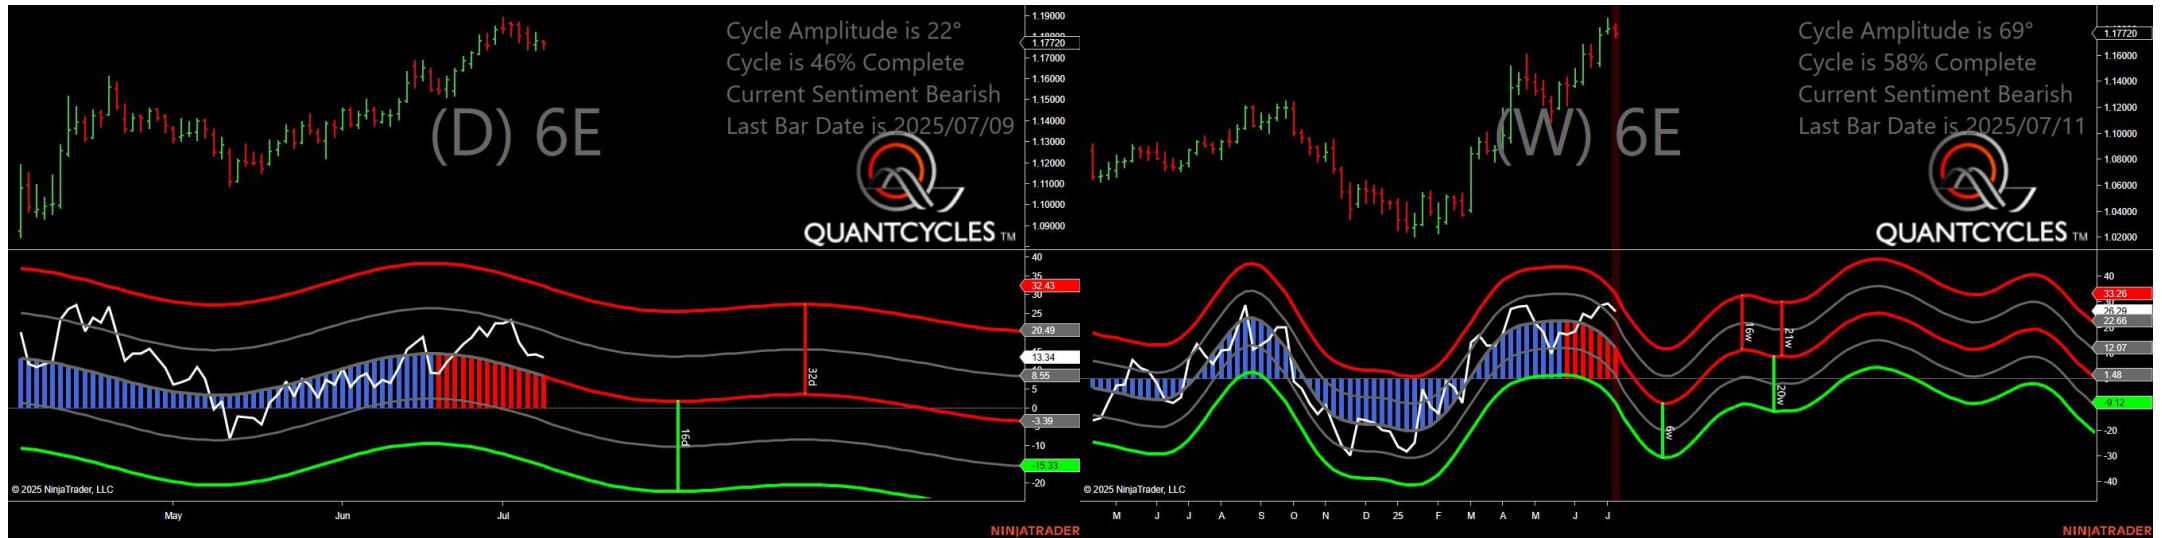 Cycle Amplitude is 22°
Cycle is 46% Complete
Current Sentiment Bearish
Last Bar Date is 2025/07/09
(D) 6E
QUANTCYCLES TM
1.19000
1.17720
1.17000
1.16000
1.15000
1.14000
1.13000
1.12000
1.11000
1.10000
1.09000
40
35
32.43
30
25
20.49
13.34
8.55
5
0
-3.39
-10
-15.33
-20
32d
16d
© 2025 NinjaTrader, LLC
May
Jun
Jul
NINJATRADER
Cycle Amplitude is 69°
Cycle is 58% Complete
Current Sentiment Bearish
Last Bar Date is 2025/07/11
(W) 6E
QUANTCYCLES TM
1.17720
1.16000
1.14000
1.12000
1.10000
1.08000
1.06000
1.04000
1.02000
40
33.26
26.29
22.66
12.07
1.48
-9.12
-20
-30
-40
16w
21w
20w
6w
© 2025 NinjaTrader, LLC
M J J A S O N D 25 F M A M J J
NINJATRADER